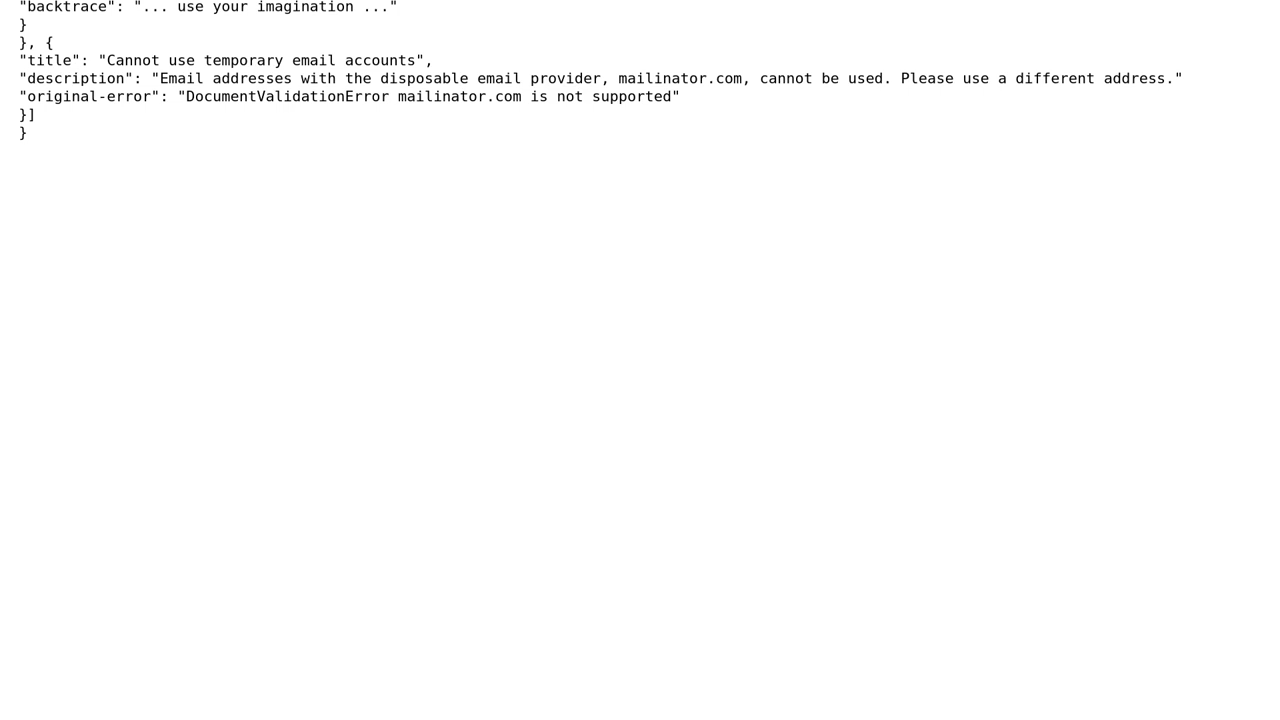 "backtrace": "... use your imagination ..."
}
}, {
"title": "Cannot use temporary email accounts",
"description": "Email addresses with the disposable email provider, mailinator.com, cannot be used. Please use a different address."
"original-error": "DocumentValidationError mailinator.com is not supported"
}]
}